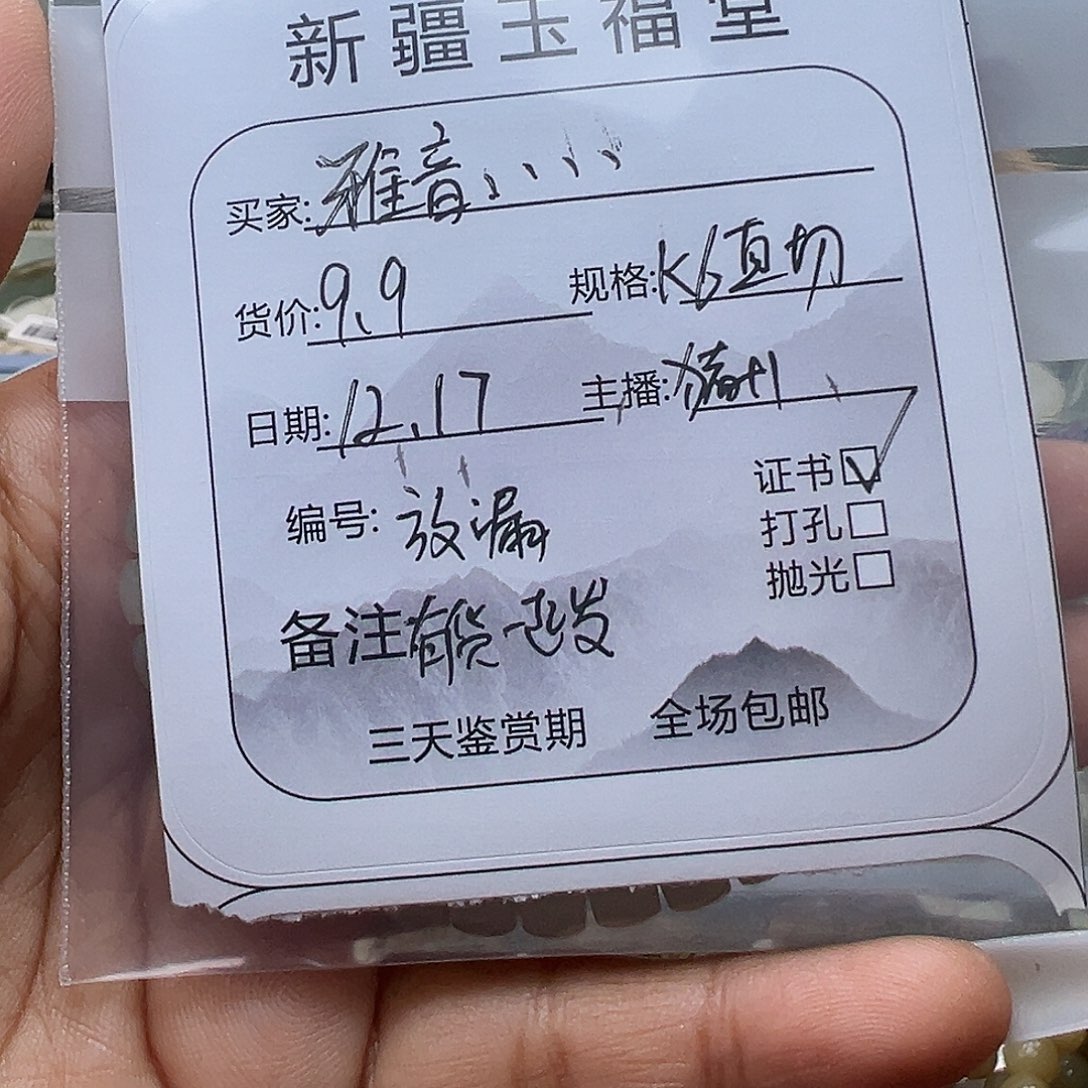 新疆玉福堂
买家:雅音、、、、
货价:9.9 规格:K6直切
日期:12.17 主播:
编号:放漏
证书☑
打孔□
抛光□
备注有货一起发
三天鉴赏期 全场包邮